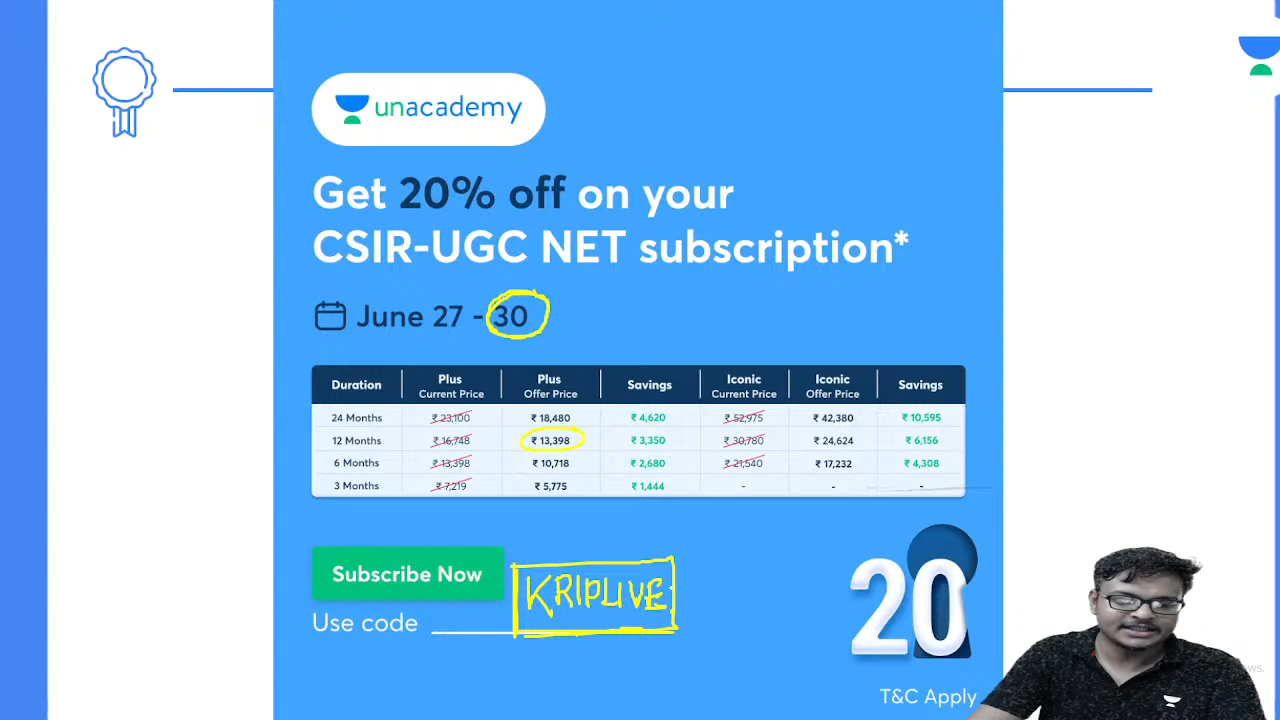 unacademy
Get 20% off on your
CSIR-UGC NET subscription*
June 27 - 30
Duration Plus Current Price Plus Offer Price Savings Iconic Current Price Iconic Offer Price Savings
24 Months ₹ 23,100 ₹ 18,480 ₹ 4,620 ₹ 52,975 ₹ 42,380 ₹ 10,595
12 Months ₹ 16,748 ₹ 13,398 ₹ 3,350 ₹ 30,780 ₹ 24,624 ₹ 6,156
6 Months ₹ 13,398 ₹ 10,718 ₹ 2,680 ₹ 21,540 ₹ 17,232 ₹ 4,308
3 Months ₹ 7,219 ₹ 5,775 ₹ 1,444 - - -
Subscribe Now
Use code KRIPLIVE
20
T&C Apply